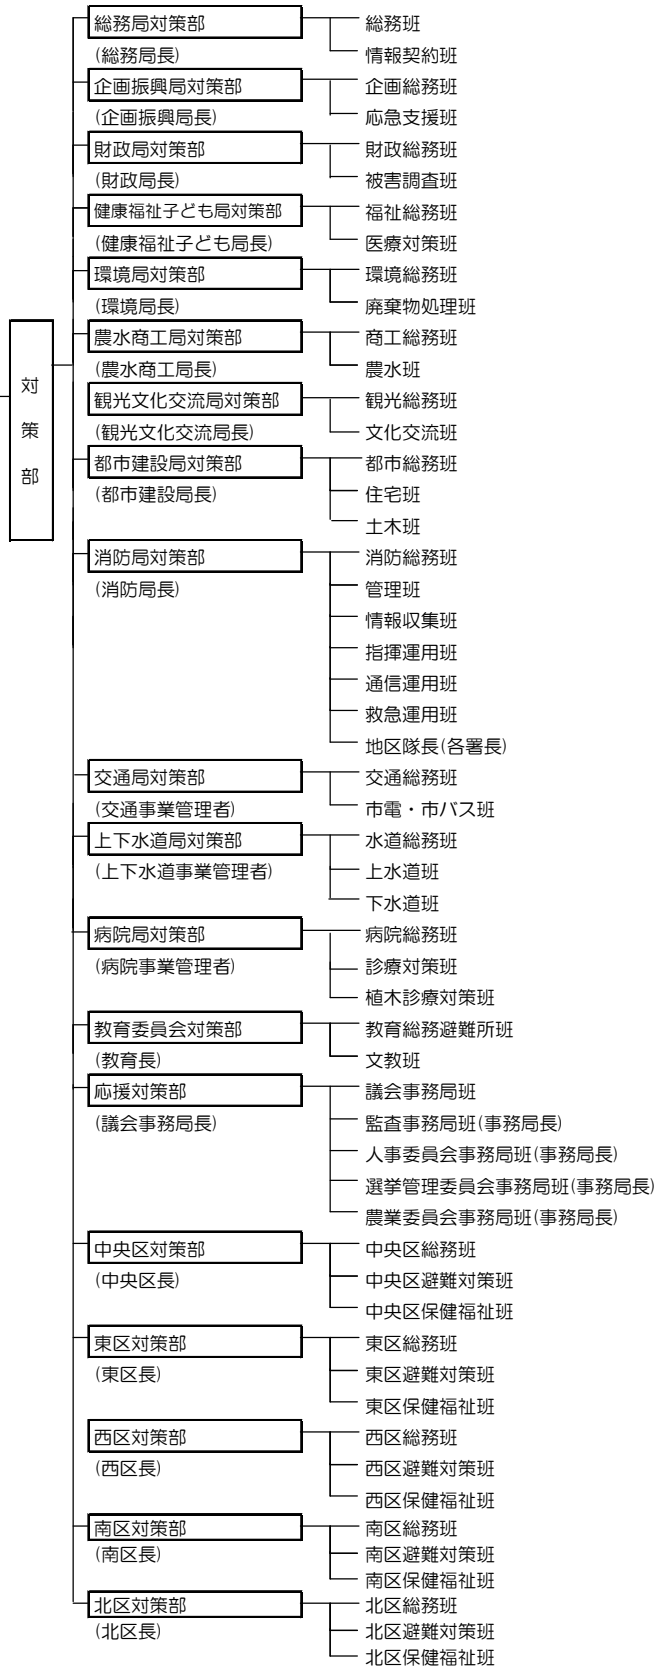 総務局対策部 総務班
(総務局長) 情報契約班
企画振興局対策部 企画総務班
(企画振興局長) 応急支援班
財政局対策部 財政総務班
(財政局長) 被害調査班
健康福祉子ども局対策部 福祉総務班
(健康福祉子ども局長) 医療対策班
環境局対策部 環境総務班
(環境局長) 廃棄物処理班
農水商工局対策部 商工総務班
(農水商工局長) 農水班
対策部
観光文化交流局対策部 観光総務班
(観光文化交流局長) 文化交流班
都市建設局対策部 都市総務班
(都市建設局長) 住宅班
土木班
消防局対策部 消防総務班
(消防局長) 管理班
情報収集班
指揮運用班
通信運用班
救急運用班
地区隊長(各署長)
交通局対策部 交通総務班
(交通事業管理者) 市電・市バス班
上下水道局対策部 水道総務班
(上下水道事業管理者) 上水道班
下水道班
病院局対策部 病院総務班
(病院事業管理者) 診療対策班
植木診療対策班
教育委員会対策部 教育総務避難所班
(教育長) 文教班
応援対策部 議会事務局班
(議会事務局長) 監査事務局班(事務局長)
人事委員会事務局班(事務局長)
選挙管理委員会事務局班(事務局長)
農業委員会事務局班(事務局長)
中央区対策部 中央区総務班
(中央区長) 中央区避難対策班
中央区保健福祉班
東区対策部 東区総務班
(東区長) 東区避難対策班
東区保健福祉班
西区対策部 西区総務班
(西区長) 西区避難対策班
西区保健福祉班
南区対策部 南区総務班
(南区長) 南区避難対策班
南区保健福祉班
北区対策部 北区総務班
(北区長) 北区避難対策班
北区保健福祉班